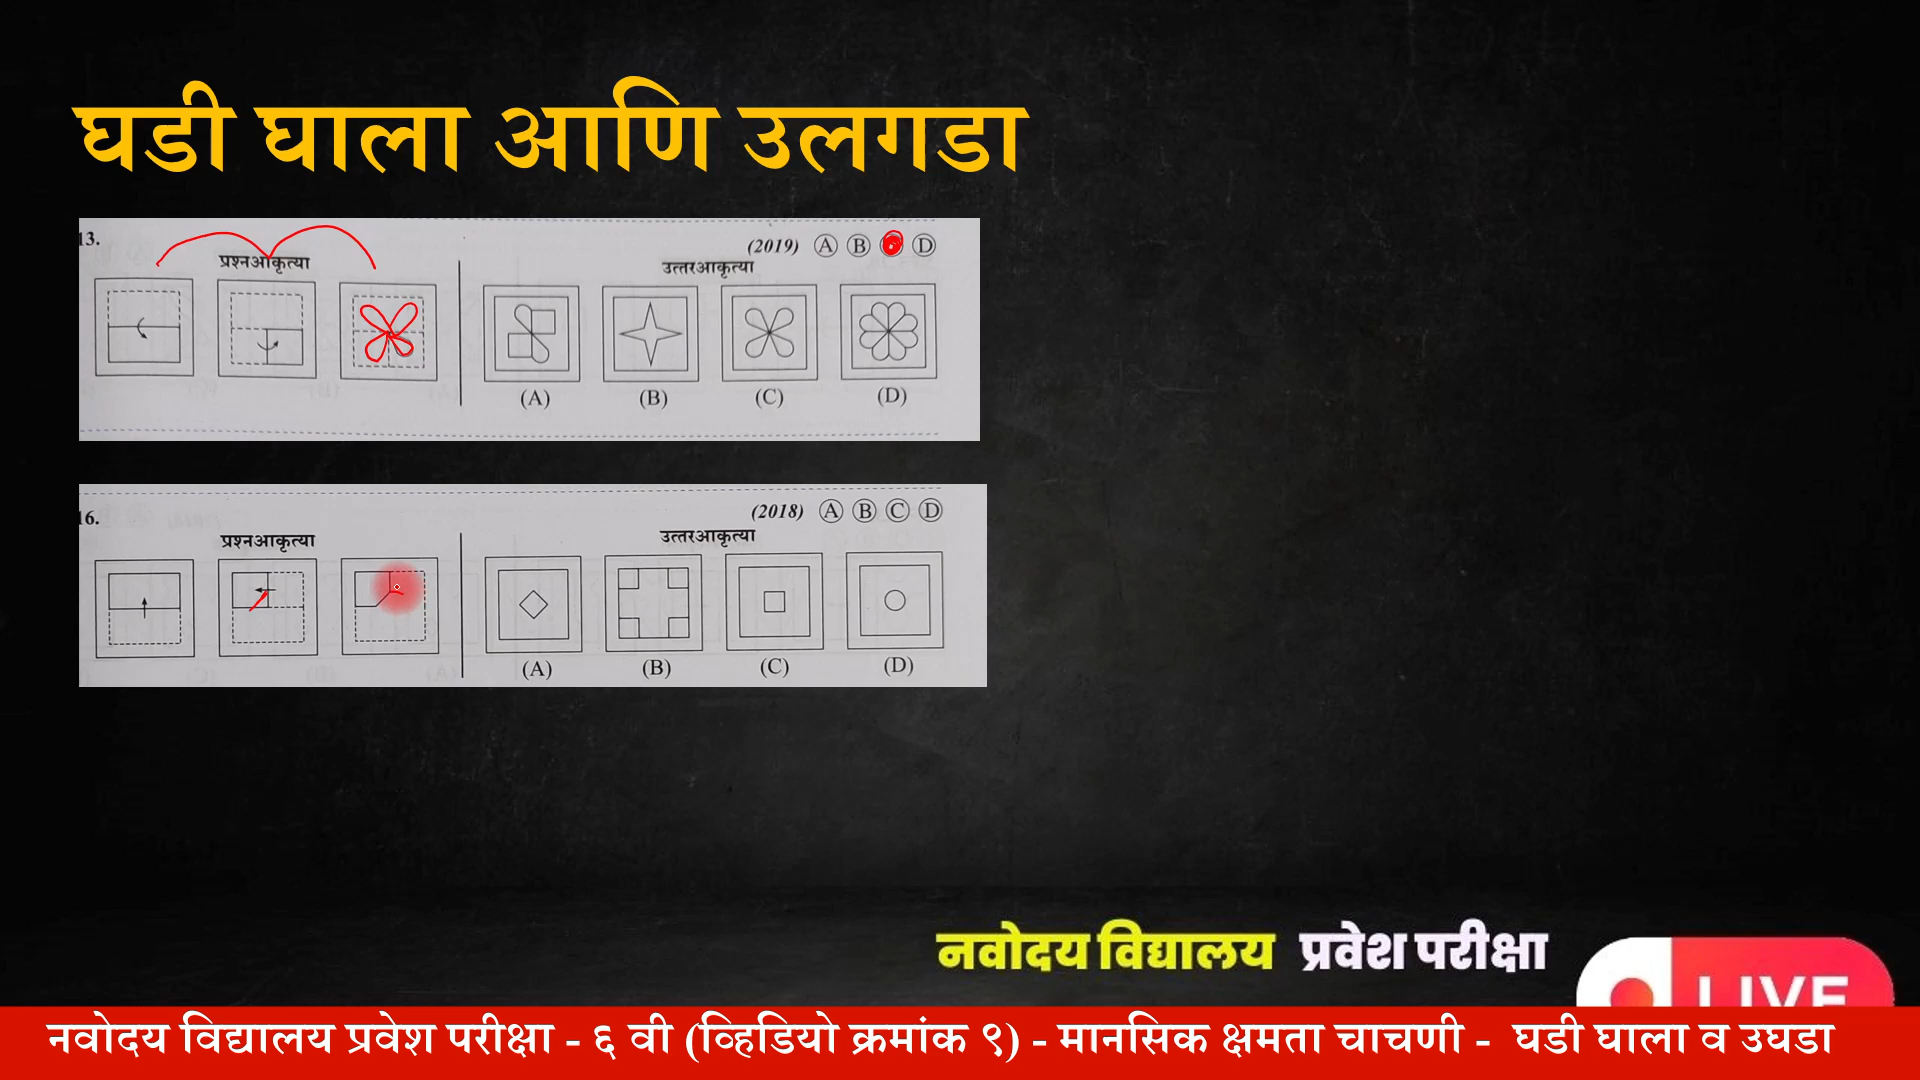 घडी घाला आणि उलगडा
13.
(2019) A B D
प्रश्नआकृत्या
उत्तरआकृत्या
(A) (B) (C) (D)
16.
(2018) A B C D
प्रश्नआकृत्या
उत्तरआकृत्या
(A) (B) (C) (D)
नवोदय विद्यालय प्रवेश परीक्षा
LIVE
नवोदय विद्यालय प्रवेश परीक्षा - ६ वी (व्हिडियो क्रमांक ९) - मानसिक क्षमता चाचणी - घडी घाला व उघडा